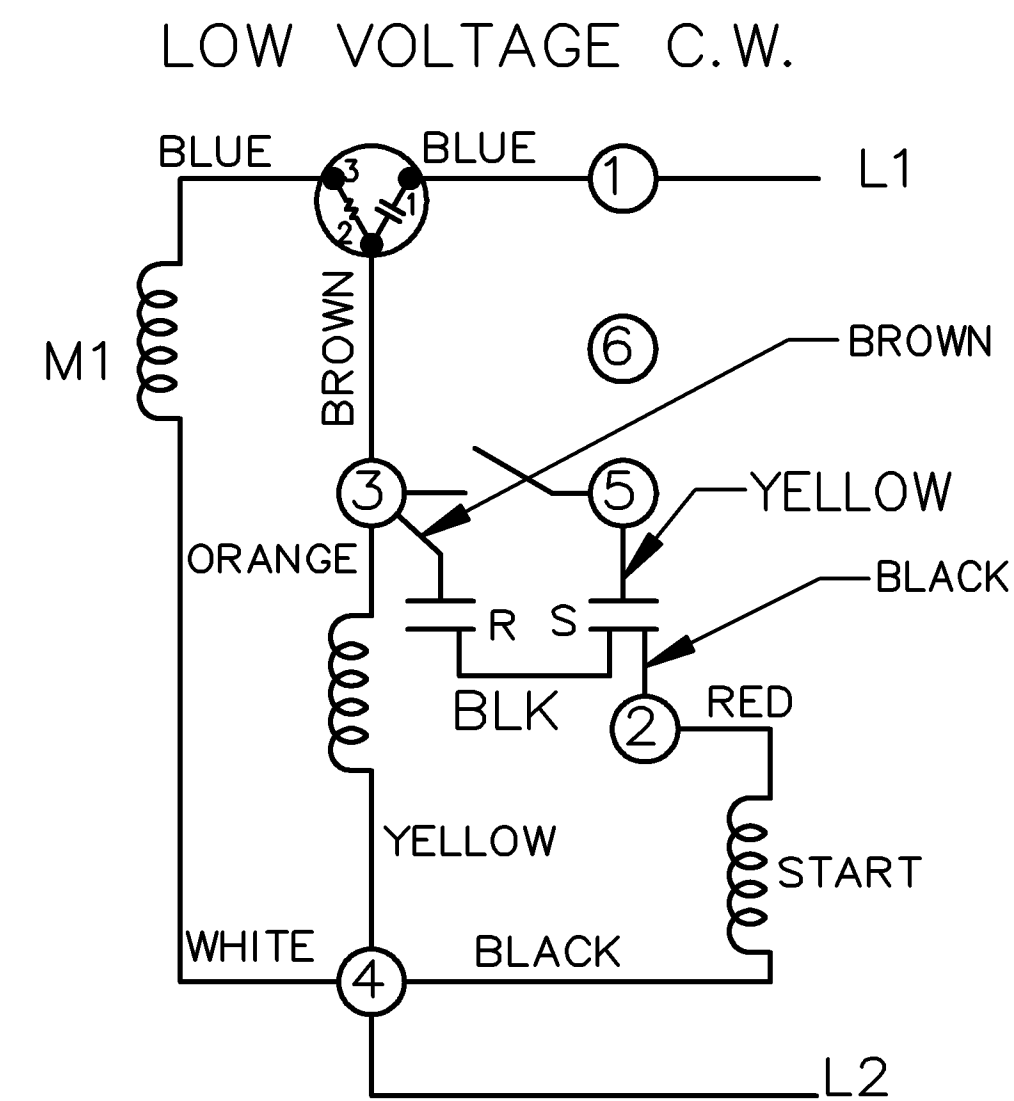 LOW VOLTAGE C.W.
BLUE
BLUE
1
L1
3
1
2
BROWN
6
BROWN
M1
3
5
YELLOW
ORANGE
BLACK
R
S
BLK
2
RED
YELLOW
START
WHITE
BLACK
4
L2